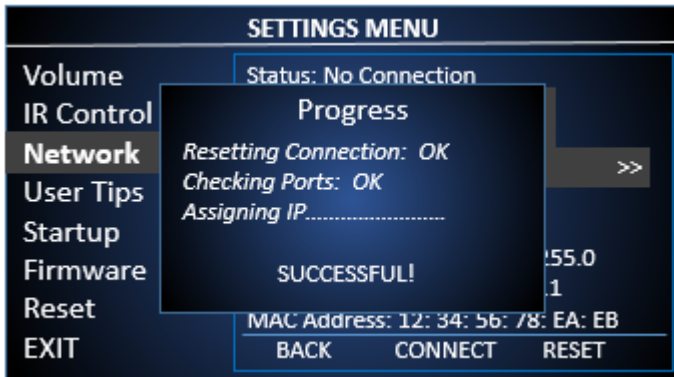 SETTINGS MENU
Volume
IR Control
Network
User Tips
Startup
Firmware
Reset
EXIT
Status: No Connection
Progress
Resetting Connection: OK
Checking Ports: OK
Assigning IP........................
SUCCESSFUL!
>>
255.0
.1
MAC Address: 12: 34: 56: 78: EA: EB
BACK CONNECT RESET